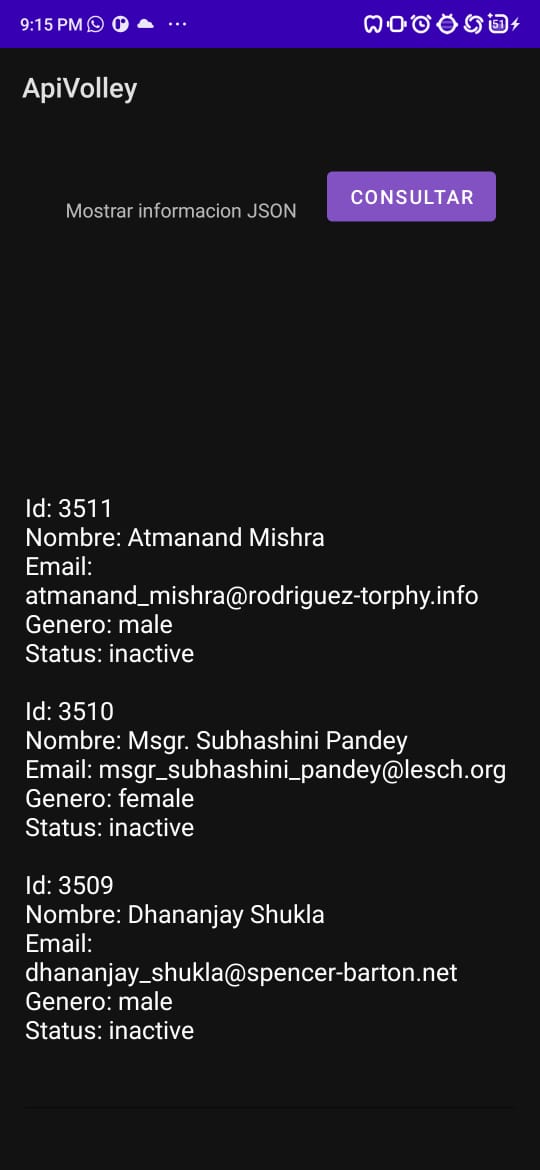 9:15 PM
51
ApiVolley
Mostrar informacion JSON
CONSULTAR
Id: 3511
Nombre: Atmanand Mishra
Email:
atmanand_mishra@rodriguez-torphy.info
Genero: male
Status: inactive
Id: 3510
Nombre: Msgr. Subhashini Pandey
Email: msgr_subhashini_pandey@lesch.org
Genero: female
Status: inactive
Id: 3509
Nombre: Dhananjay Shukla
Email:
dhananjay_shukla@spencer-barton.net
Genero: male
Status: inactive